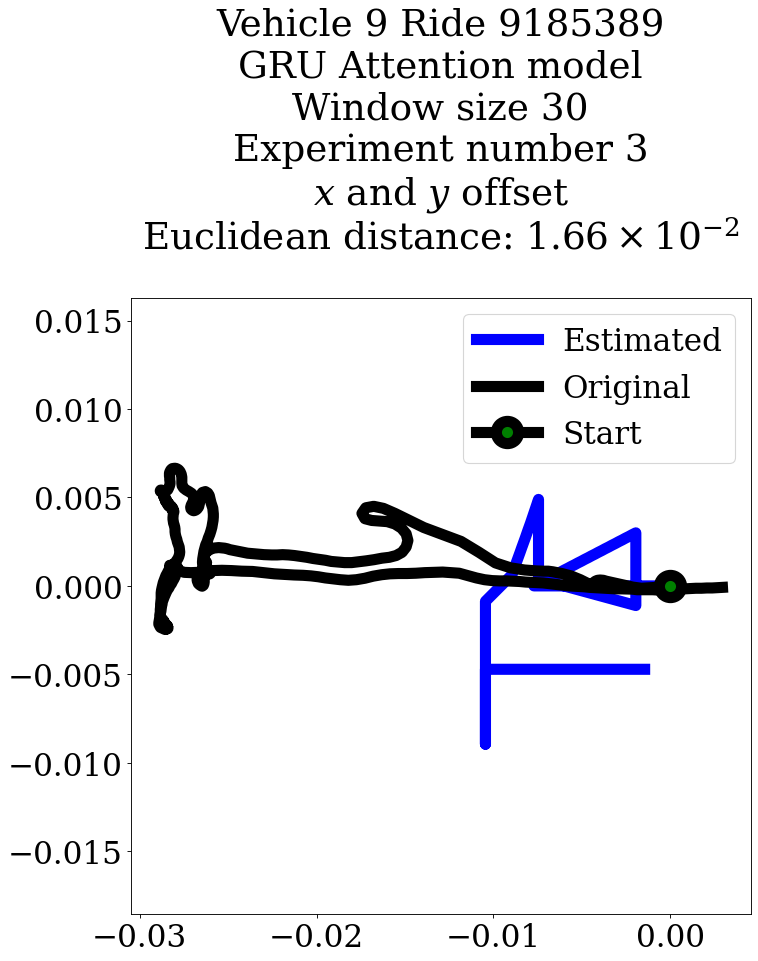 Vehicle 9 Ride 9185389
GRU Attention model
Window size 30
Experiment number 3
x and y offset
Euclidean distance: 1.66 × 10⁻²
Estimated
Original
Start
0.015
0.010
0.005
0.000
−0.005
−0.010
−0.015
−0.03 −0.02 −0.01 0.00